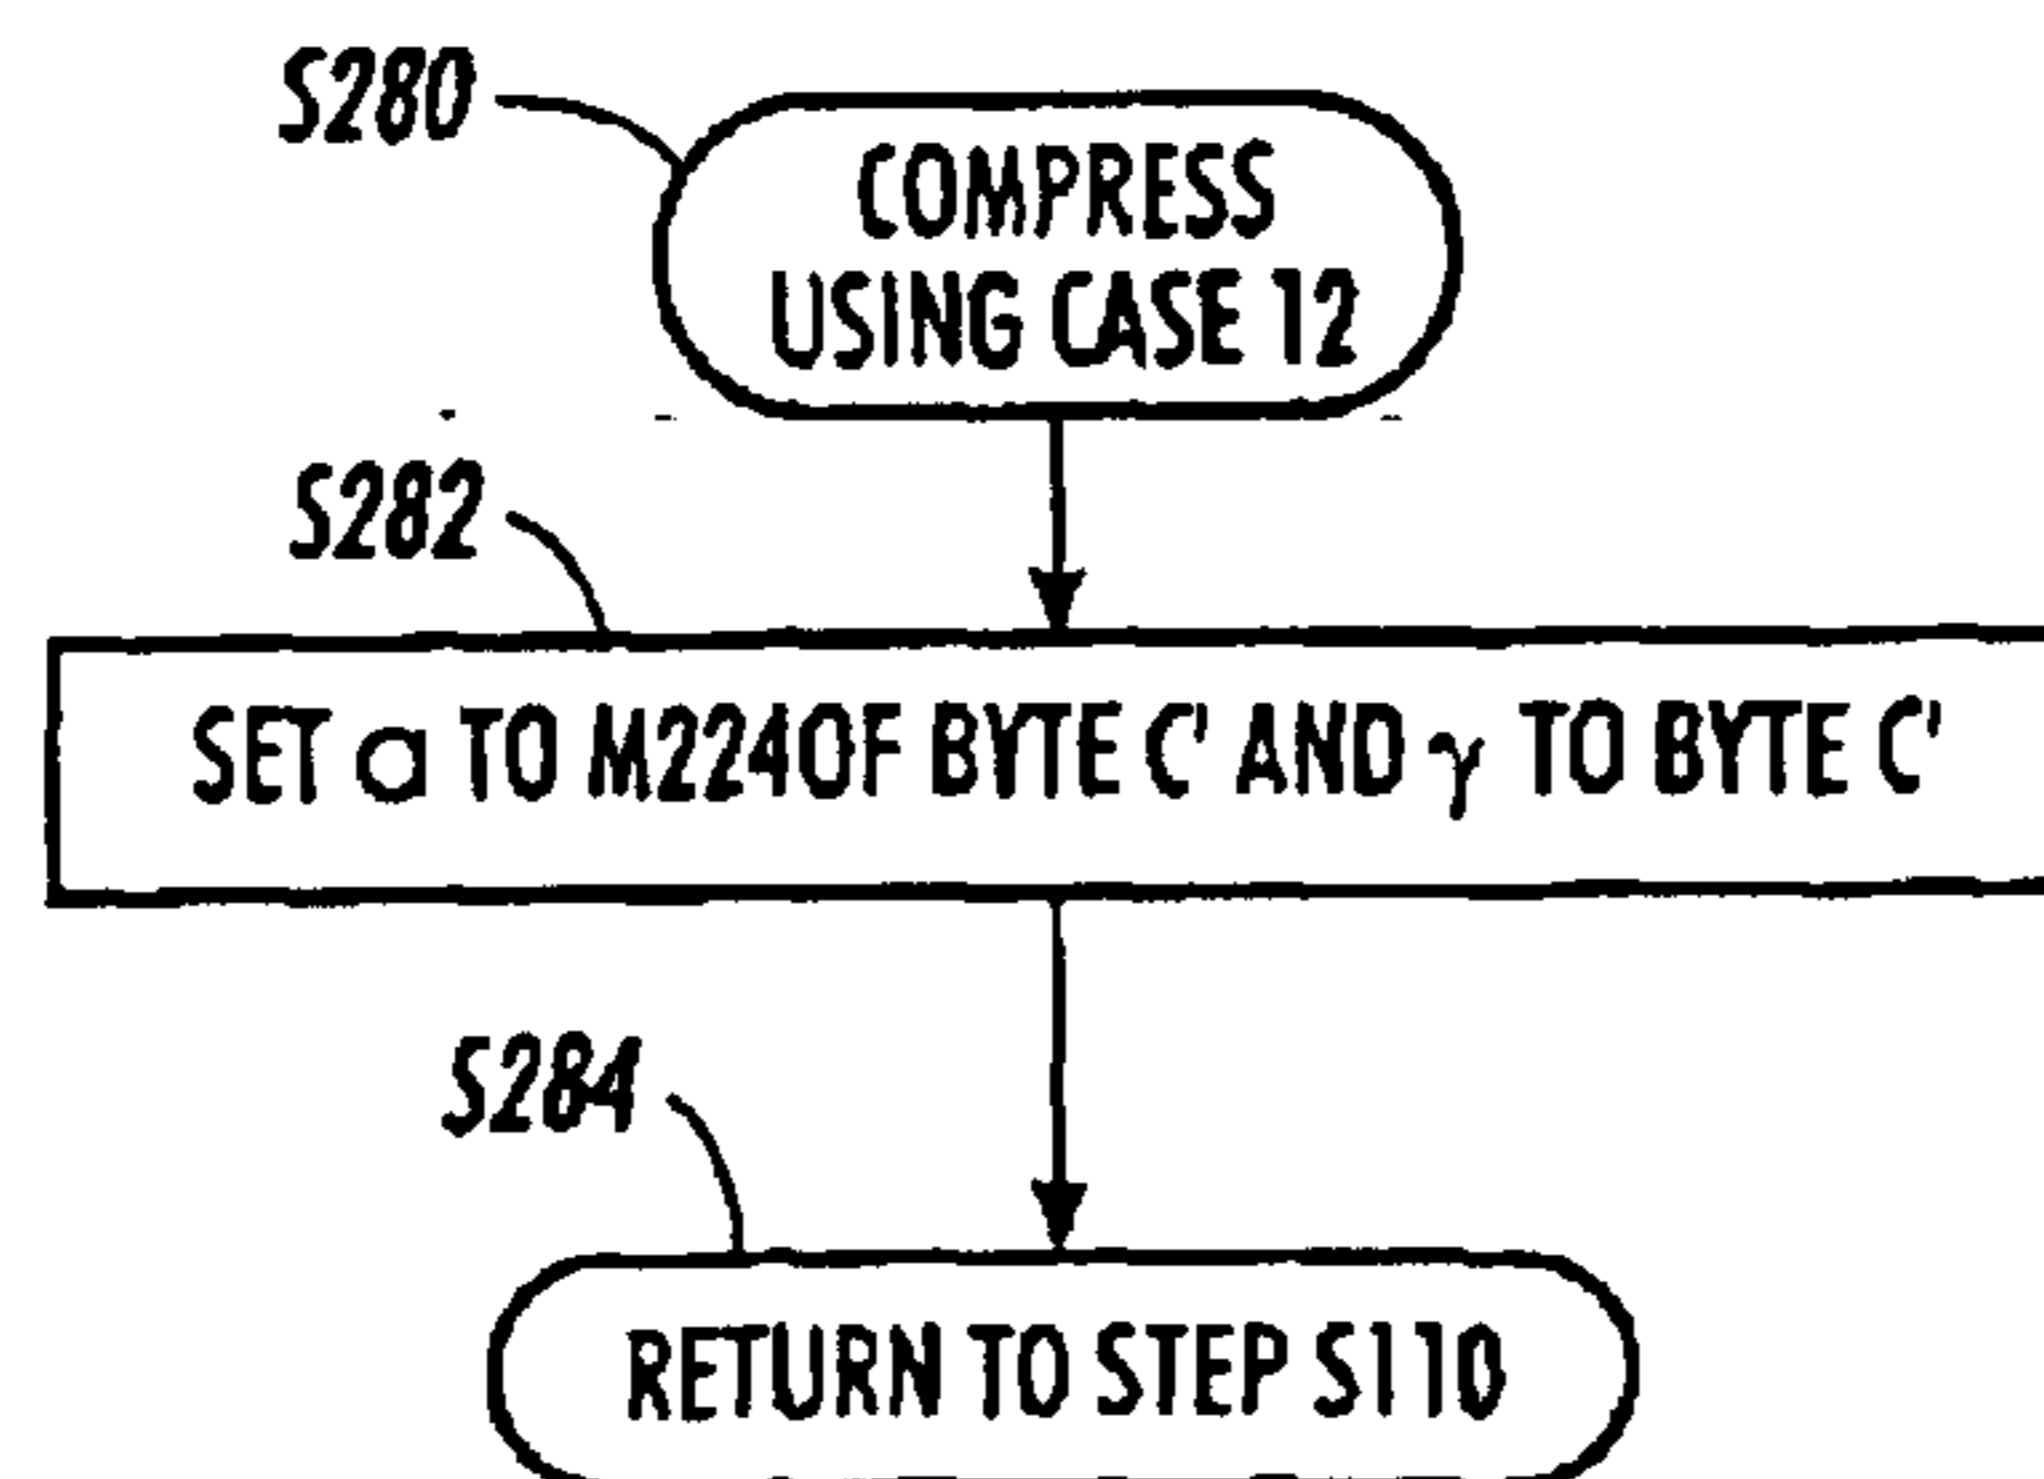 S280
COMPRESS
USING CASE 12
S282
SET a TO M224OF BYTE C' AND γ TO BYTE C'
S284
RETURN TO STEP S110